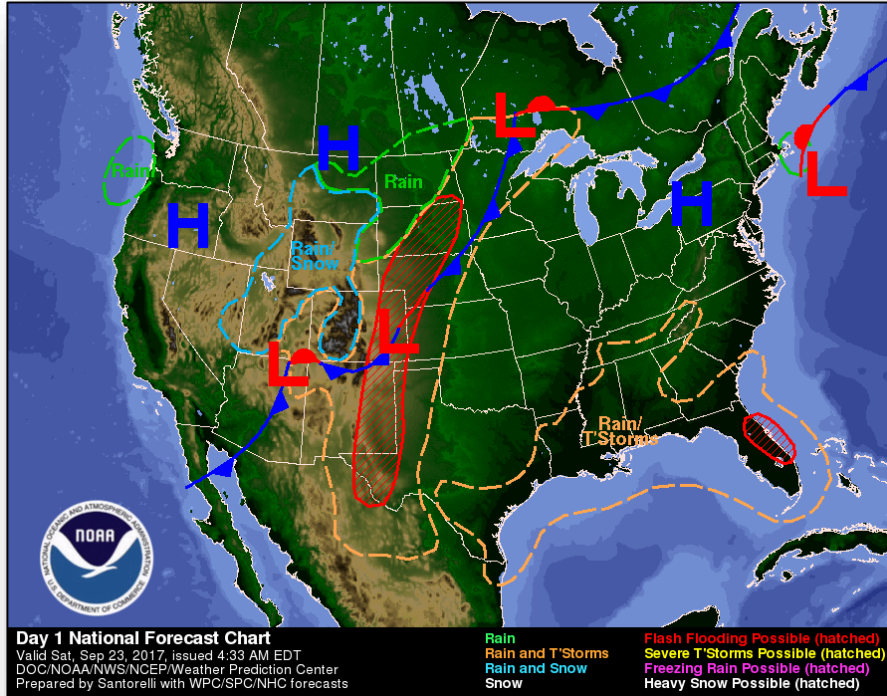 L
L
H
Rain
Rain
L
H
H
Rain/
Snow
L
L
Rain/
T'Storms
NATIONAL OCEANIC AND ATMOSPHERIC ADMINISTRATION
NOAA
U.S. DEPARTMENT OF COMMERCE
Day 1 National Forecast Chart
Valid Sat, Sep 23, 2017, issued 4:33 AM EDT
DOC/NOAA/NWS/NCEP/Weather Prediction Center
Prepared by Santorelli with WPC/SPC/NHC forecasts
Rain
Rain and T'Storms
Rain and Snow
Snow
Flash Flooding Possible (hatched)
Severe T'Storms Possible (hatched)
Freezing Rain Possible (hatched)
Heavy Snow Possible (hatched)